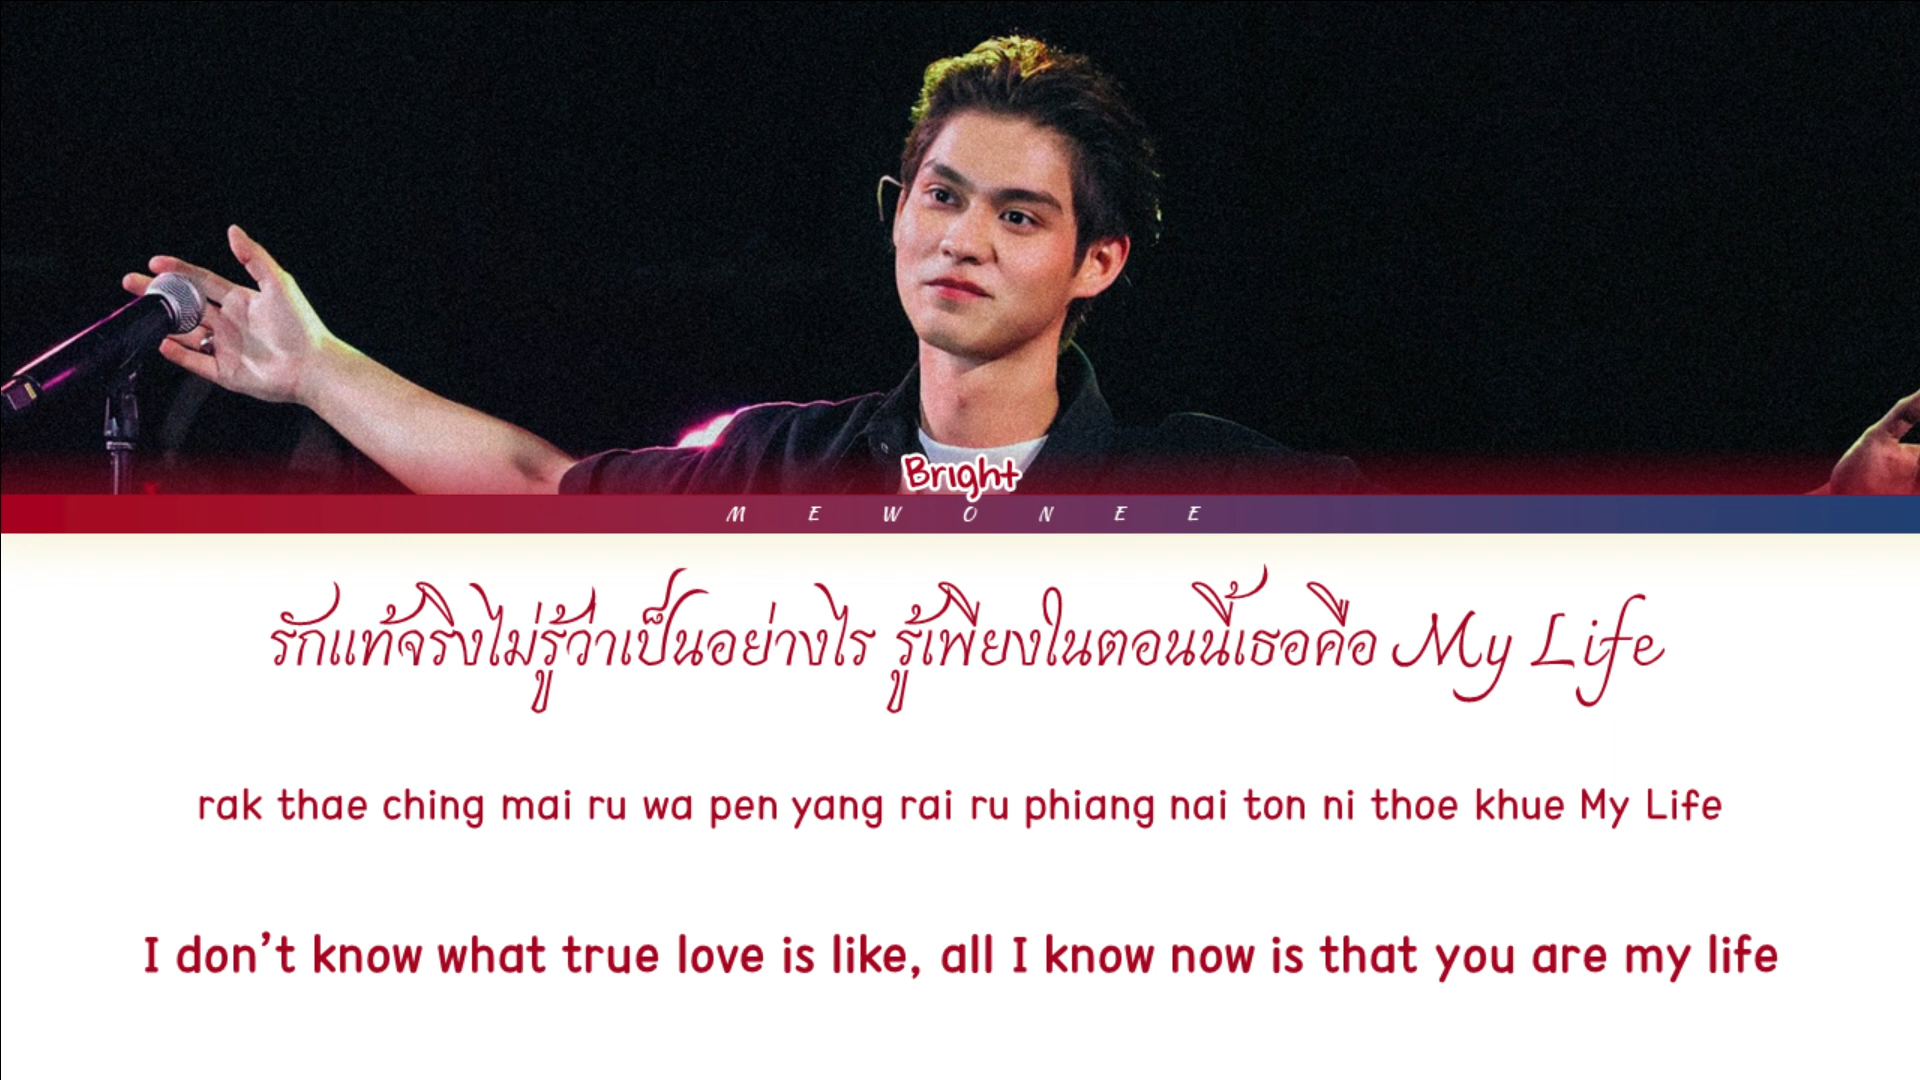 Bright
M E W O N E E
รักแท้จริงไม่รู้ว่าเป็นอย่างไร รู้เพียงในตอนนี้เธอคือ My Life
rak thae ching mai ru wa pen yang rai ru phiang nai ton ni thoe khue My Life
I don’t know what true love is like, all I know now is that you are my life